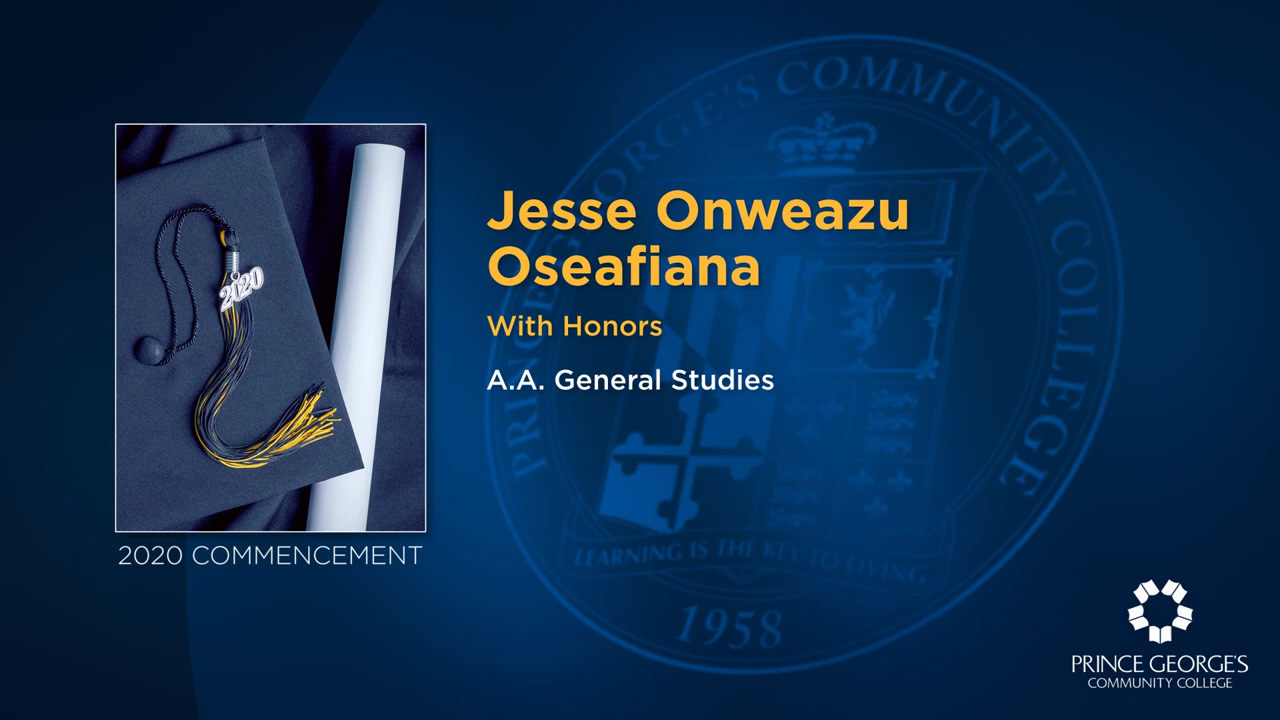 PRINCE GEORGE'S COMMUNITY COLLEGE
Jesse Onweazu
Oseafiana
With Honors
A.A. General Studies
2020
2020 COMMENCEMENT
LEARNING IS THE KEY TO LIVING
1958
PRINCE GEORGE'S
COMMUNITY COLLEGE